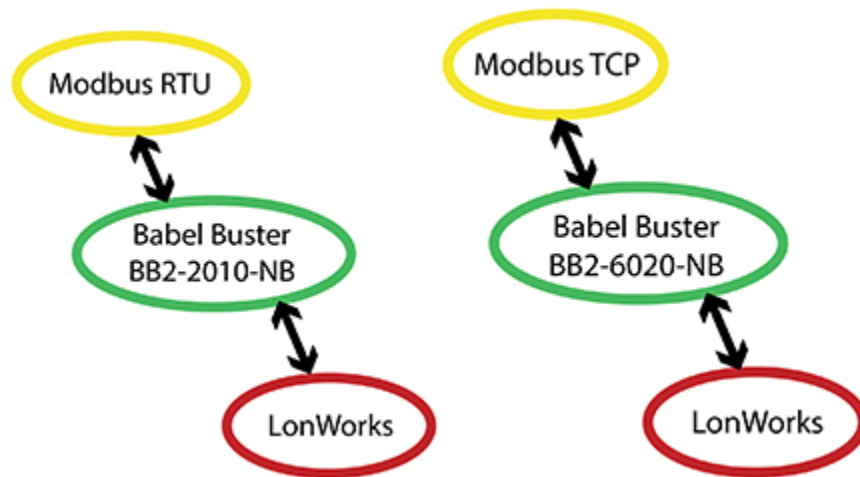 Modbus RTU
Babel Buster
BB2-2010-NB
LonWorks
Modbus TCP
Babel Buster
BB2-6020-NB
LonWorks